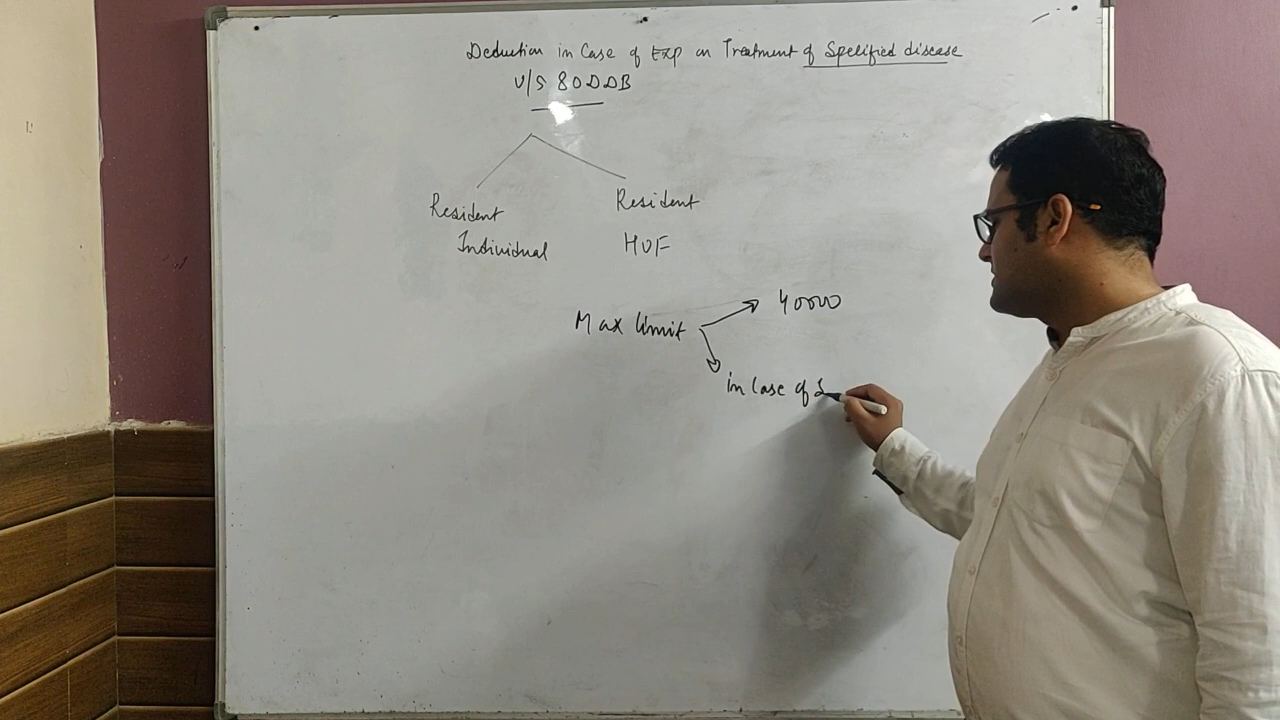 Deduction in Case of Exp on Treatment of Spelified disease
U/S 80DDB
Resident Resident
Individual HUF
Max limit 40000
in Case of S